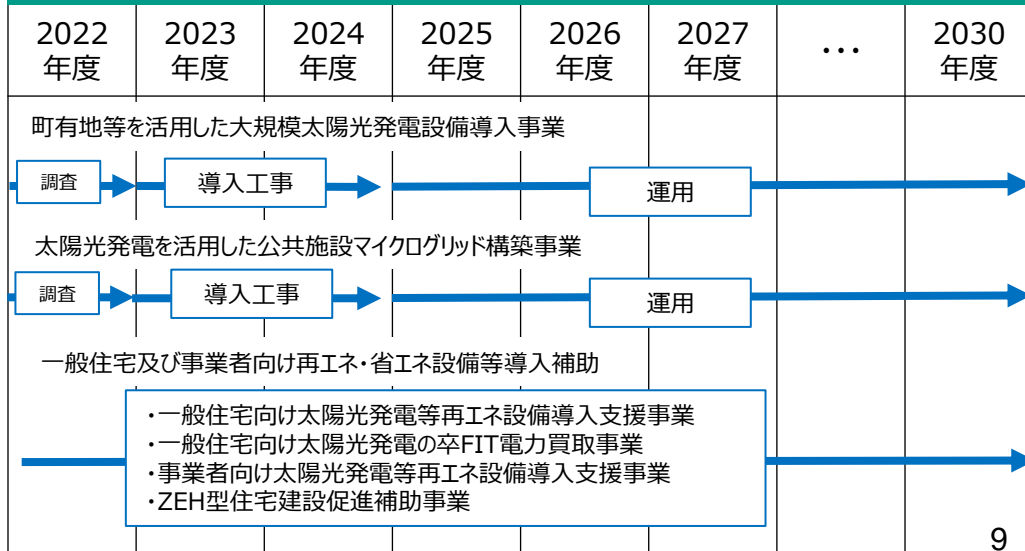 2022
年度
2023
年度
2024
年度
2025
年度
2026
年度
2027
年度
…
2030
年度
町有地等を活用した大規模太陽光発電設備導入事業
調査
導入工事
運用
太陽光発電を活用した公共施設マイクログリッド構築事業
調査
導入工事
運用
一般住宅及び事業者向け再エネ・省エネ設備等導入補助
・一般住宅向け太陽光発電等再エネ設備導入支援事業
・一般住宅向け太陽光発電の卒FIT電力買取事業
・事業者向け太陽光発電等再エネ設備導入支援事業
・ZEH型住宅建設促進補助事業
9